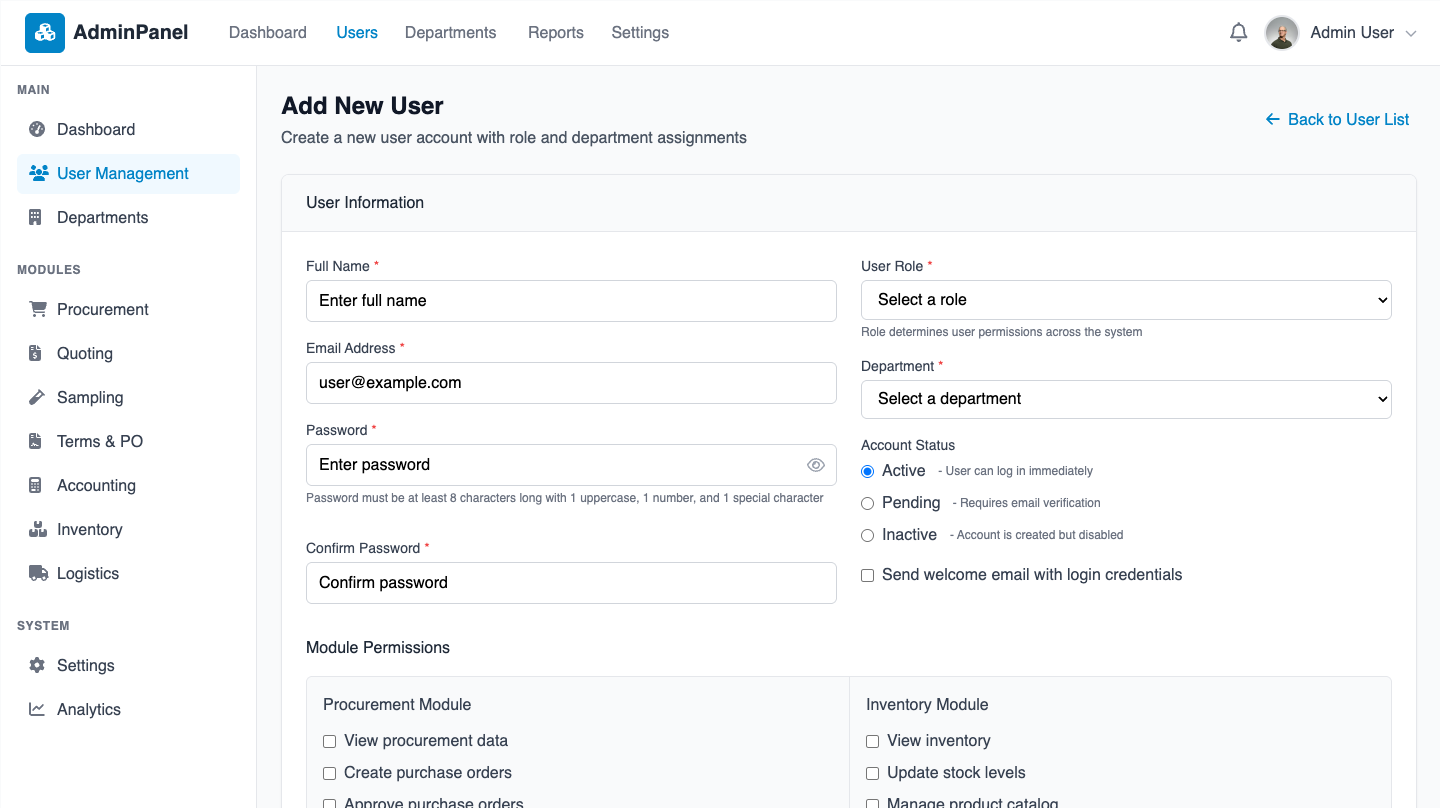 AdminPanel
Dashboard
Users
Departments
Reports
Settings
Admin User
MAIN
Dashboard
User Management
Departments
MODULES
Procurement
Quoting
Sampling
Terms & PO
Accounting
Inventory
Logistics
SYSTEM
Settings
Analytics
Add New User
Create a new user account with role and department assignments
Back to User List
User Information
Full Name *
Enter full name
Email Address *
user@example.com
Password *
Enter password
Password must be at least 8 characters long with 1 uppercase, 1 number, and 1 special character
Confirm Password *
Confirm password
User Role *
Select a role
Role determines user permissions across the system
Department *
Select a department
Account Status
Active - User can log in immediately
Pending - Requires email verification
Inactive - Account is created but disabled
Send welcome email with login credentials
Module Permissions
Procurement Module
View procurement data
Create purchase orders
Approve purchase orders
Inventory Module
View inventory
Update stock levels
Manage product catalog